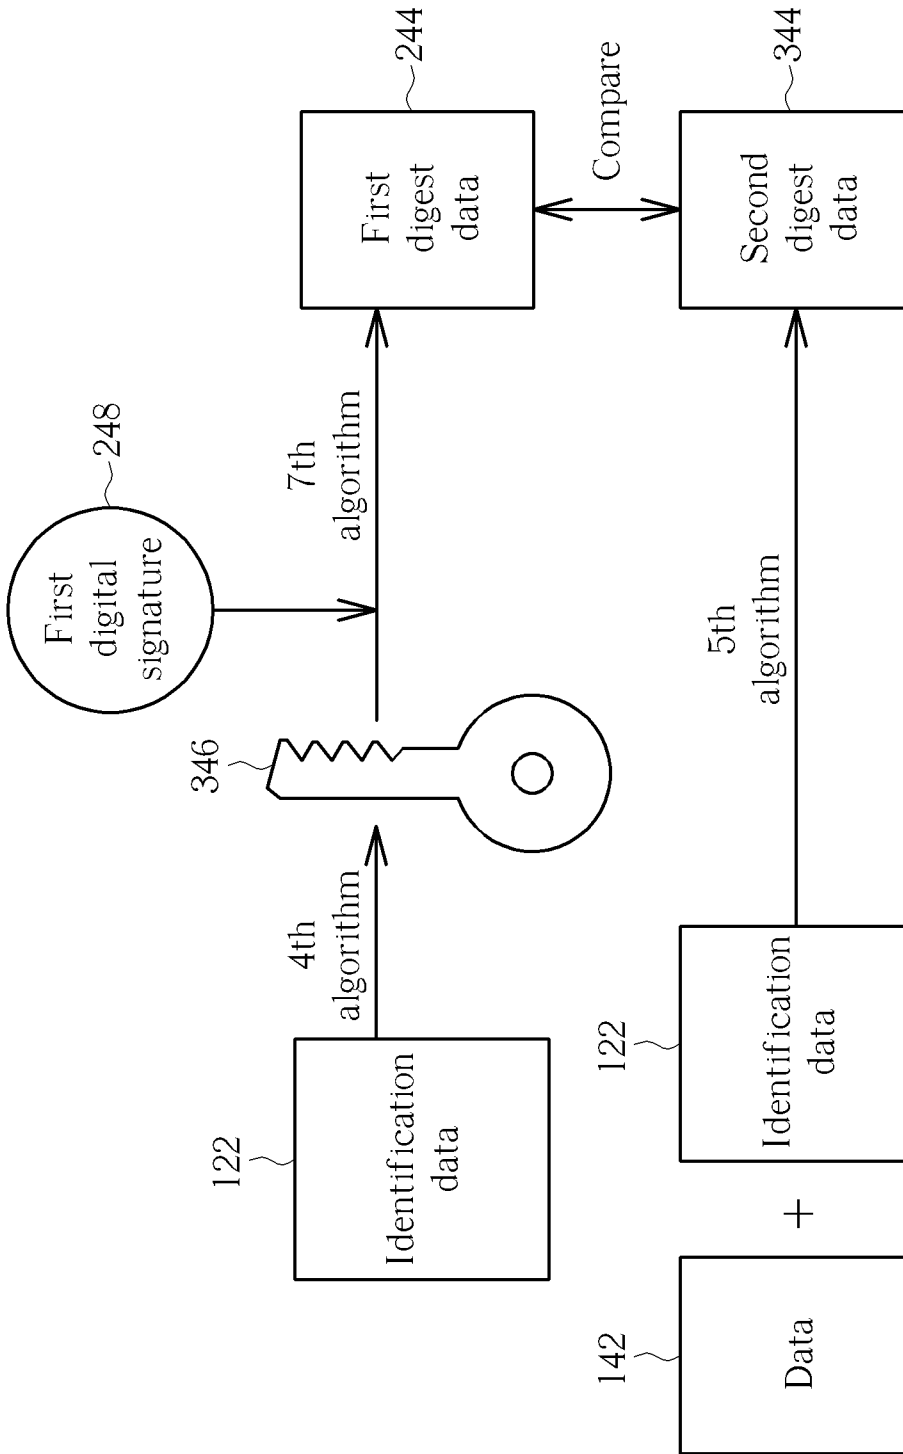 248
First
digital
signature
122
Identification
data
4th
algorithm
346
7th
algorithm
244
First
digest
data
Compare
142
Data
+
122
Identification
data
5th
algorithm
344
Second
digest
data